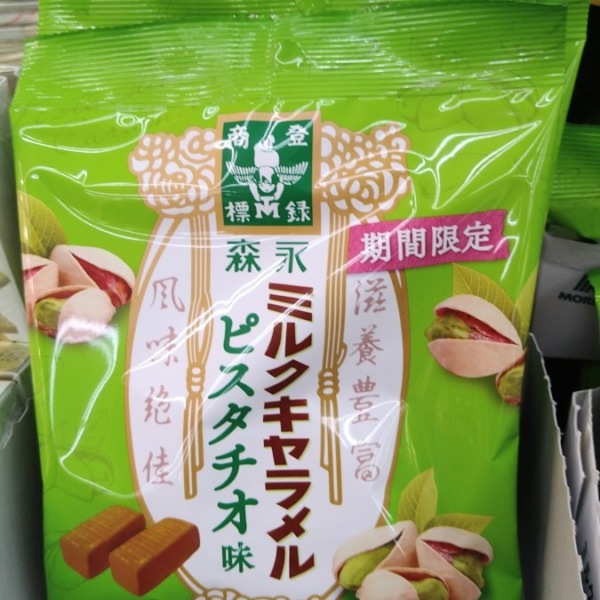 登録
商標
森永
期間限定
滋養豊富
ミルクキャラメル
ピスタチオ味
風味絶佳